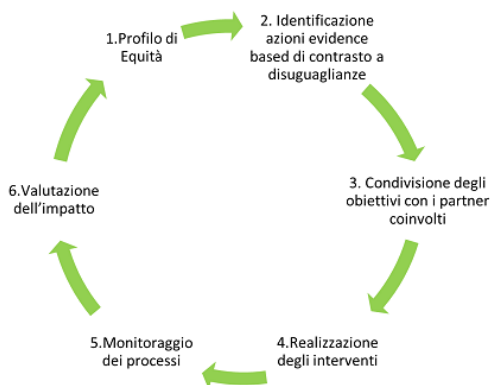 1.Profilo di
Equità
2. Identificazione
azioni evidence
based di contrasto a
disuguaglianze
3. Condivisione degli
obiettivi con i partner
coinvolti
4.Realizzazione
degli interventi
5.Monitoraggio
dei processi
6.Valutazione
dell'impatto